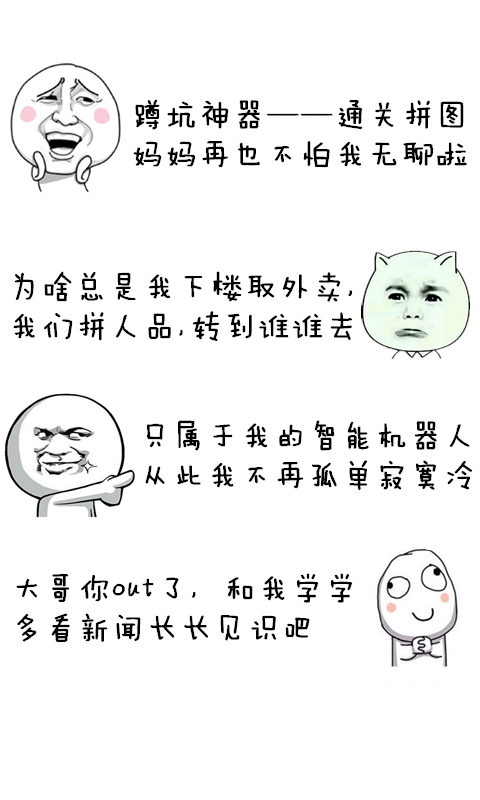 蹲坑神器——通关拼图
妈妈再也不怕我无聊啦
为啥总是我下楼取外卖,
我们拼人品,转到谁谁去
只属于我的智能机器人
从此我不再孤单寂寞冷
大哥你out了, 和我学学
多看新闻长长见识吧